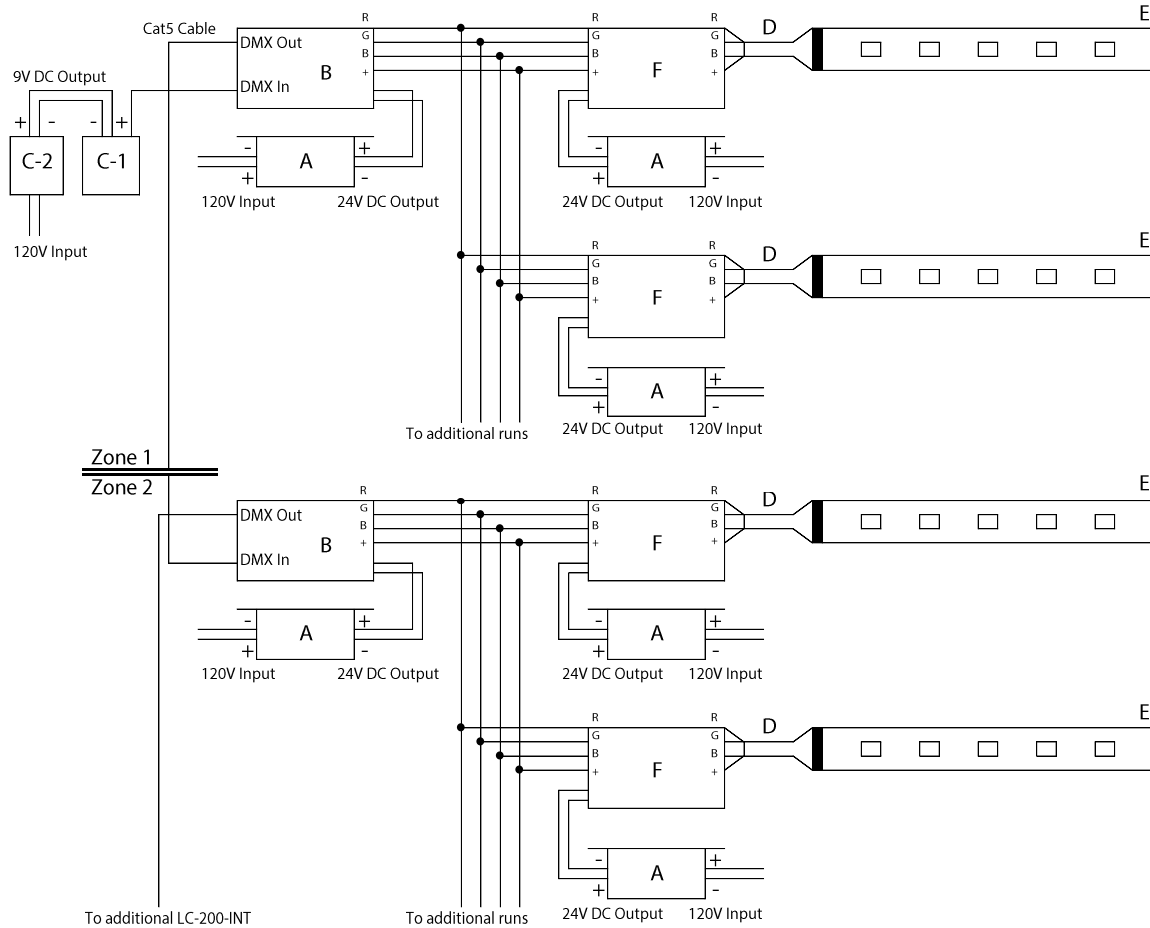 R R E
Cat5 Cable D
DMX Out G G
B B B
B F
9V DC Output + +
DMX In
+ - - +
C-2 C-1
- + - +
A A
+ - + -
120V Input 24V DC Output 24V DC Output 120V Input
120V Input
R R D E
G G
B B
F
+ +
- +
A
+ -
24V DC Output 120V Input
To additional runs
Zone 1
Zone 2
R R R D E
DMX Out G G G
B B B
B F
+ + +
DMX In
- + - +
A A
+ - + -
120V Input 24V DC Output 24V DC Output 120V Input
R R D E
G G
B B
F
+ +
- +
A
+ -
24V DC Output 120V Input
To additional LC-200-INT To additional runs